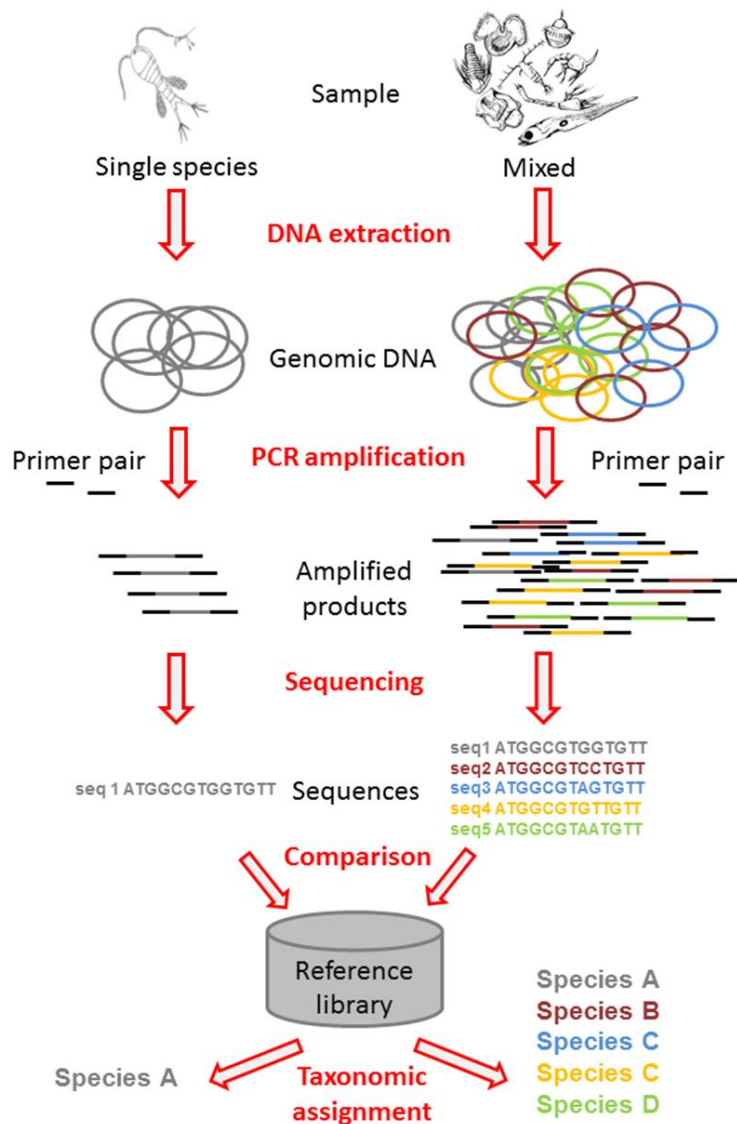 Sample
Single species
Mixed
DNA extraction
Genomic DNA
Primer pair
PCR amplification
Primer pair
Amplified
products
Sequencing
seq 1 ATGGCGTGGTGTT
Sequences
seq1 ATGGCGTGGTGTT
seq2 ATGGCGTCCTGTT
seq3 ATGGCGTAGTGTT
seq4 ATGGCGTGTTGTT
seq5 ATGGCGTAATGTT
Comparison
Reference
library
Species A
Taxonomic
assignment
Species A
Species B
Species C
Species C
Species D